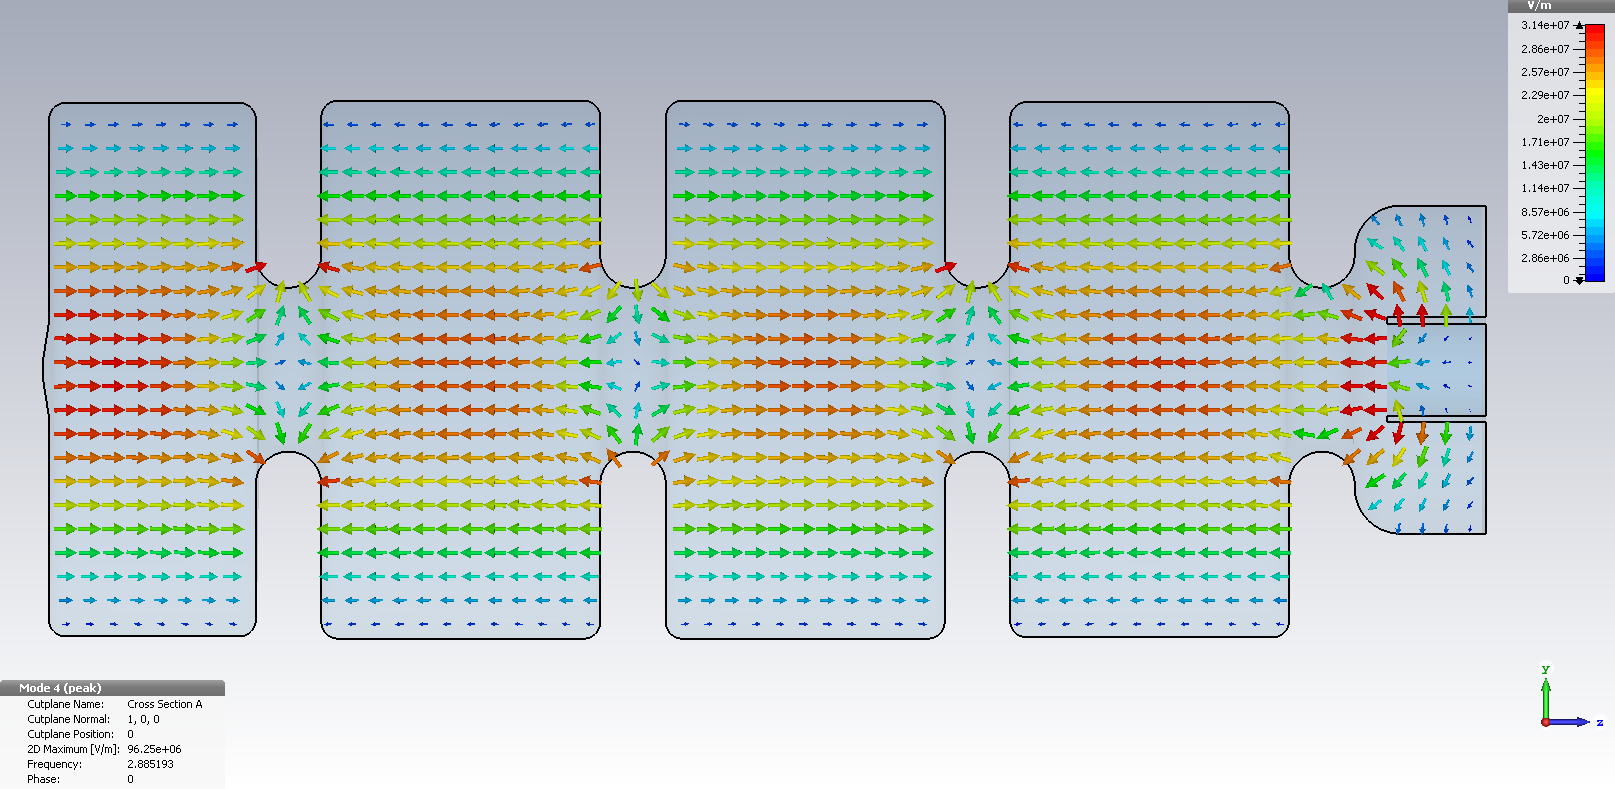 V/m
3.14e+07
2.86e+07
2.57e+07
2.29e+07
2e+07
1.71e+07
1.43e+07
1.14e+07
8.57e+06
5.72e+06
2.86e+06
0
y
z
Mode 4 (peak)
Cutplane Name: Cross Section A
Cutplane Normal: 1, 0, 0
Cutplane Position: 0
2D Maximum [V/m]: 96.25e+06
Frequency: 2.885193
Phase: 0